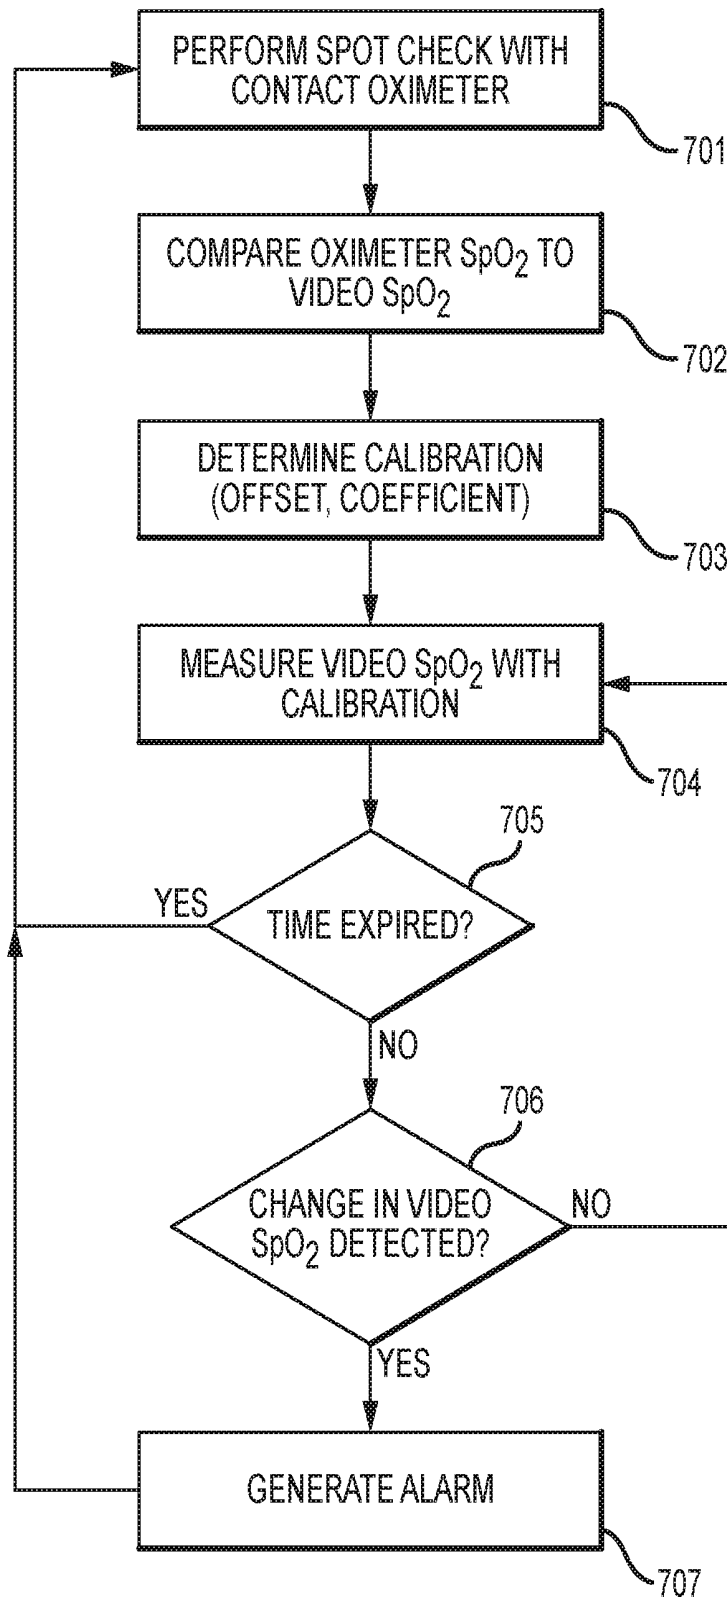 PERFORM SPOT CHECK WITH
CONTACT OXIMETER
701
COMPARE OXIMETER SpO₂ TO
VIDEO SpO₂
702
DETERMINE CALIBRATION
(OFFSET, COEFFICIENT)
703
MEASURE VIDEO SpO₂ WITH
CALIBRATION
704
705
YES
TIME EXPIRED?
NO
706
CHANGE IN VIDEO
SpO₂ DETECTED?
NO
YES
GENERATE ALARM
707